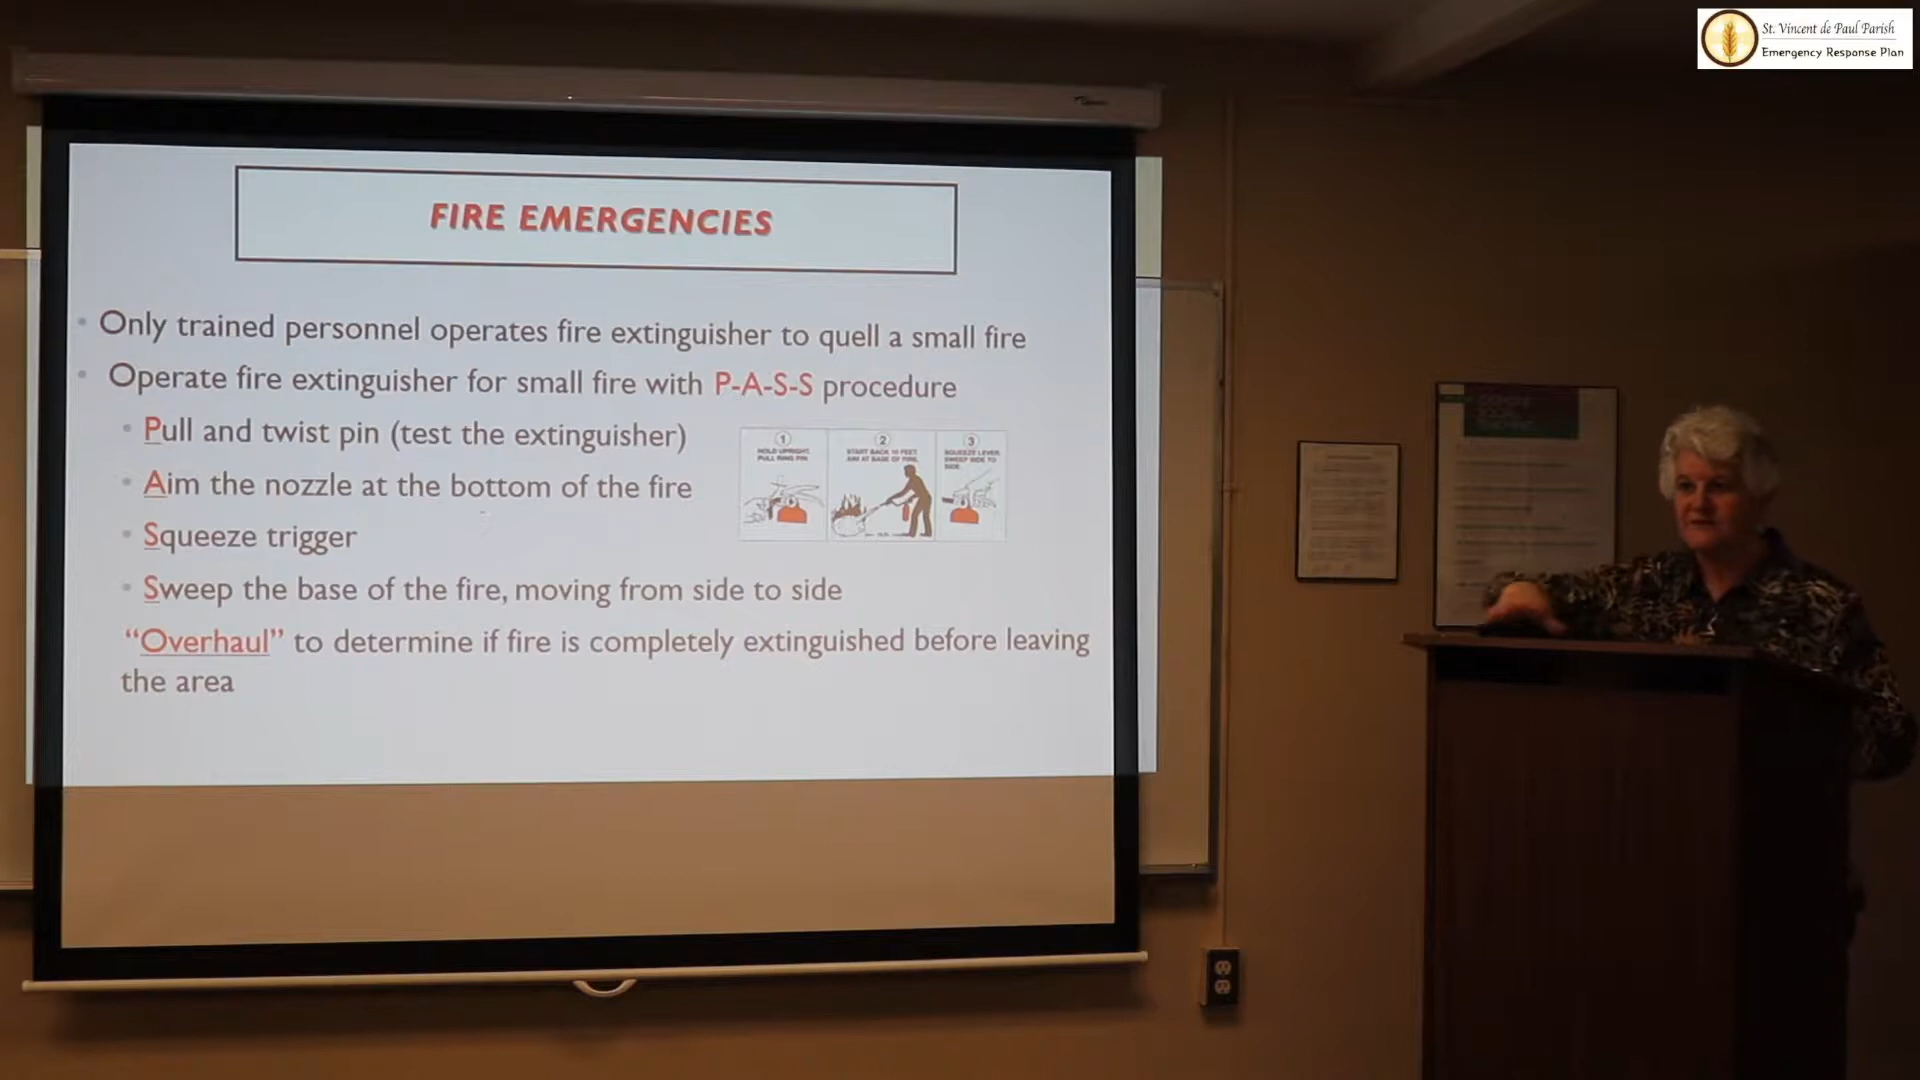 St. Vincent de Paul Parish
Emergency Response Plan
FIRE EMERGENCIES
Only trained personnel operates fire extinguisher to quell a small fire
Operate fire extinguisher for small fire with P-A-S-S procedure
Pull and twist pin (test the extinguisher)
Aim the nozzle at the bottom of the fire
Squeeze trigger
Sweep the base of the fire, moving from side to side
“Overhaul” to determine if fire is completely extinguished before leaving
the area
1
HOLD UPRIGHT,
PULL RING PIN
2
START BACK 10 FEET
AIM AT BASE OF FIRE.
3
SQUEEZE LEVER
SWEEP SIDE TO
SIDE